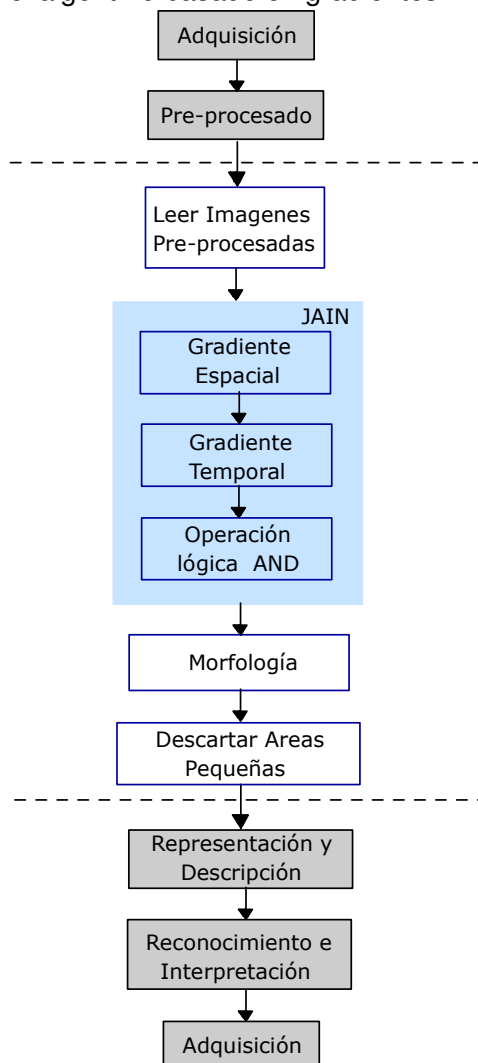 Adquisición
Pre-procesado
Leer Imagenes
Pre-procesadas
JAIN
Gradiente
Espacial
Gradiente
Temporal
Operación
lógica AND
Morfología
Descartar Areas
Pequeñas
Representación y
Descripción
Reconocimiento e
Interpretación
Adquisición